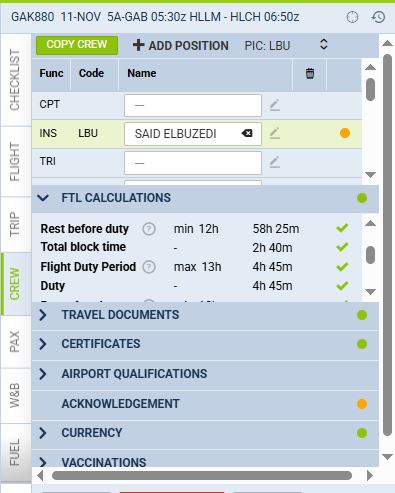 GAK880 11-NOV 5A-GAB 05:30z HLLM - HLCH 06:50z
CHECKLIST
FLIGHT
TRIP
CREW
PAX
W&B
FUEL
COPY CREW + ADD POSITION PIC: LBU
Func Code Name
CPT ---
INS LBU SAID ELBUZEDI
TRI ---
FTL CALCULATIONS
Rest before duty ? min 12h 58h 25m
Total block time - 2h 40m
Flight Duty Period ? max 13h 4h 45m
Duty - 4h 45m
TRAVEL DOCUMENTS
CERTIFICATES
AIRPORT QUALIFICATIONS
ACKNOWLEDGEMENT
CURRENCY
VACCINATIONS